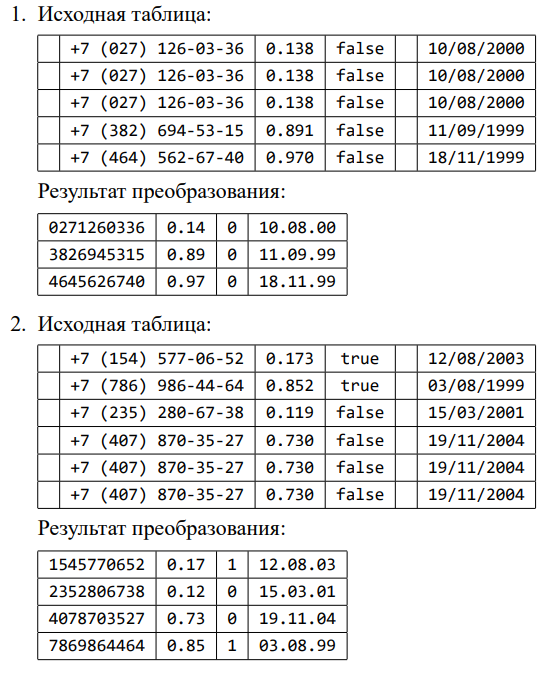 1. Исходная таблица:
+7 (027) 126-03-36 0.138 false 10/08/2000
+7 (027) 126-03-36 0.138 false 10/08/2000
+7 (027) 126-03-36 0.138 false 10/08/2000
+7 (382) 694-53-15 0.891 false 11/09/1999
+7 (464) 562-67-40 0.970 false 18/11/1999
Результат преобразования:
0271260336 0.14 0 10.08.00
3826945315 0.89 0 11.09.99
4645626740 0.97 0 18.11.99
2. Исходная таблица:
+7 (154) 577-06-52 0.173 true 12/08/2003
+7 (786) 986-44-64 0.852 true 03/08/1999
+7 (235) 280-67-38 0.119 false 15/03/2001
+7 (407) 870-35-27 0.730 false 19/11/2004
+7 (407) 870-35-27 0.730 false 19/11/2004
+7 (407) 870-35-27 0.730 false 19/11/2004
Результат преобразования:
1545770652 0.17 1 12.08.03
2352806738 0.12 0 15.03.01
4078703527 0.73 0 19.11.04
7869864464 0.85 1 03.08.99